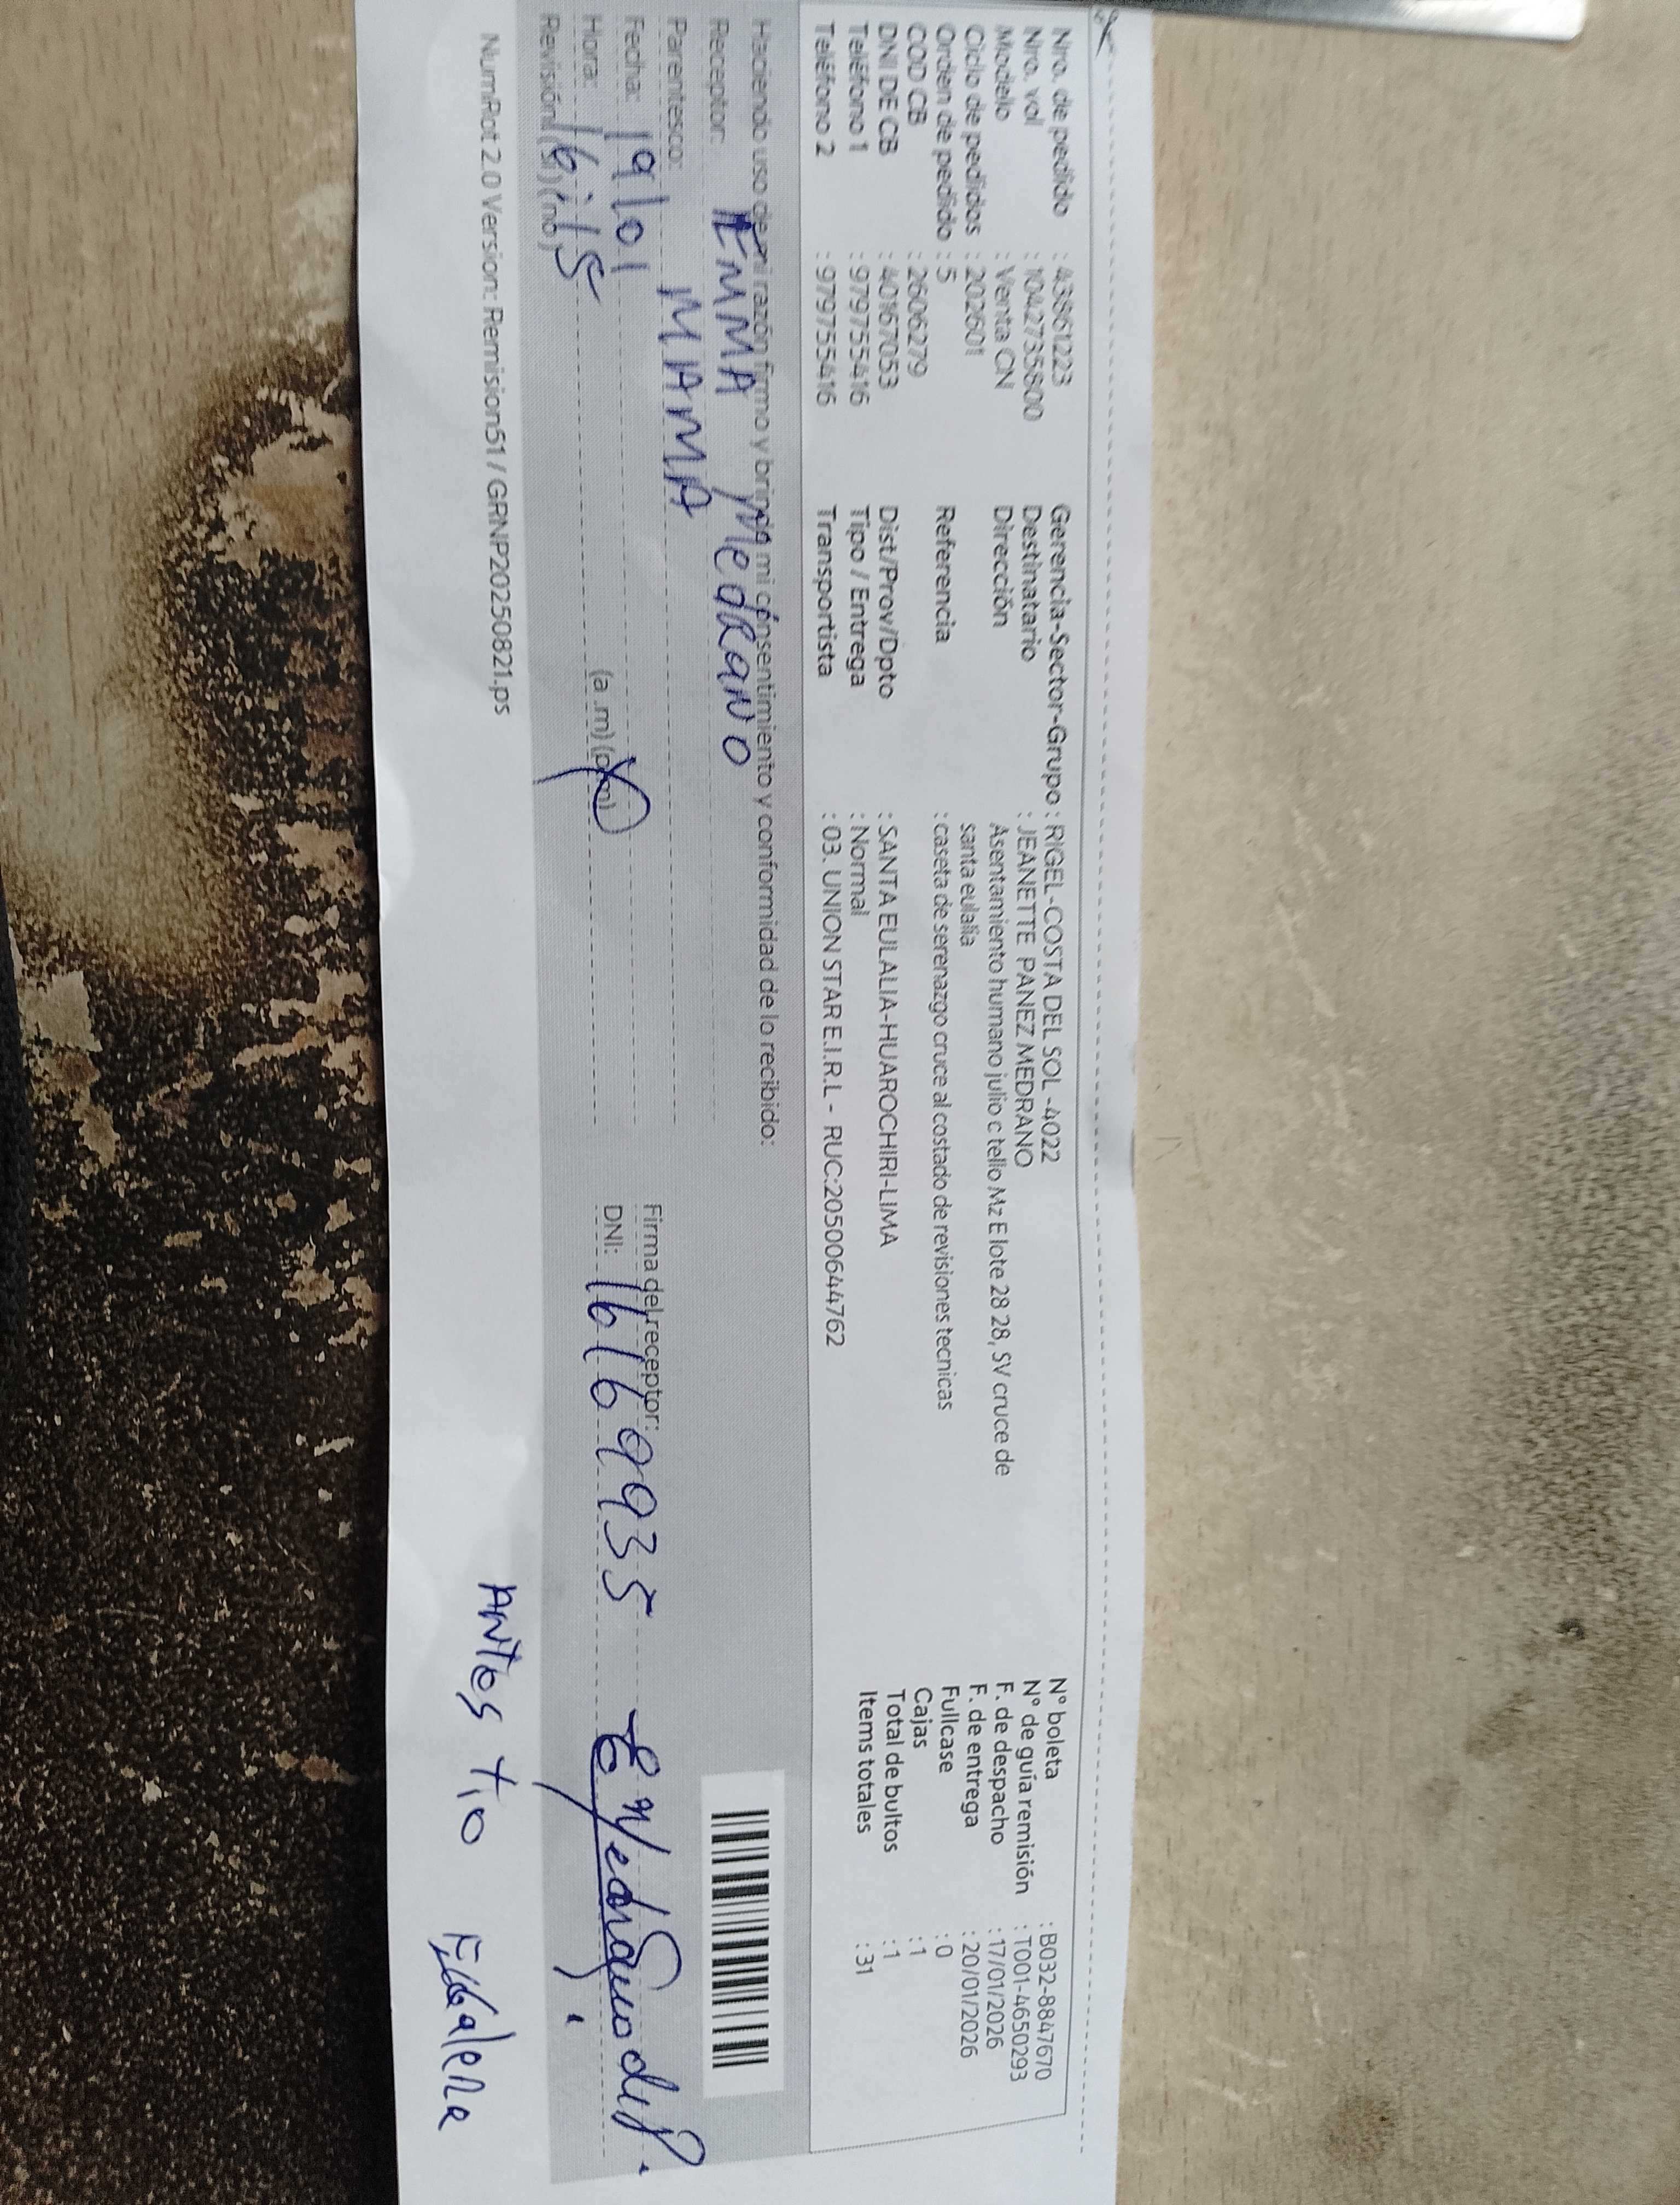 Nro. de pedido : 43861223
Nro. vol : 1042735800
Modelo : Venta CN
Ciclo de pedidos : 202601
Orden de pedido : 5
COD CB : 2606279
DNI DE CB : 40167053
Teléfono 1 : 979755416
Teléfono 2 : 979755416
Gerencia-Sector-Grupo : RIGEL-COSTA DEL SOL -4022
Destinatario : JEANETTE PANEZ MEDRANO
Dirección Asentamiento humano julio c tello Mz E lote 28 28, SV cruce de
santa eulalia
Referencia : caseta de serenazgo cruce al costado de revisiones tecnicas
Dist/Prov/Dpto : SANTA EULALIA-HUAROCHIRI-LIMA
Tipo / Entrega : Normal
Transportista : 03. UNION STAR E.I.R.L - RUC:20500644762
N° boleta : B032-8847670
N° de guía remisión : T001-4650293
F. de despacho : 17/01/2026
F. de entrega : 20/01/2026
Fullcase : 0
Cajas : 1
Total de bultos : 1
Items totales : 31
Haciendo uso de mi razón firmo y brindo mi consentimiento y conformidad de lo recibido:
Receptor: EMMA MedRANO
Parentesco: MAMA
Fecha: 19/01
Hora: 16:15 (a.m) (p.m)
Revisión (si) (no)
Firma del receptor:
DNI: 16169935
NumRot 2.0 Version: Remision51 / GRNP20250821.ps
ANtes tio